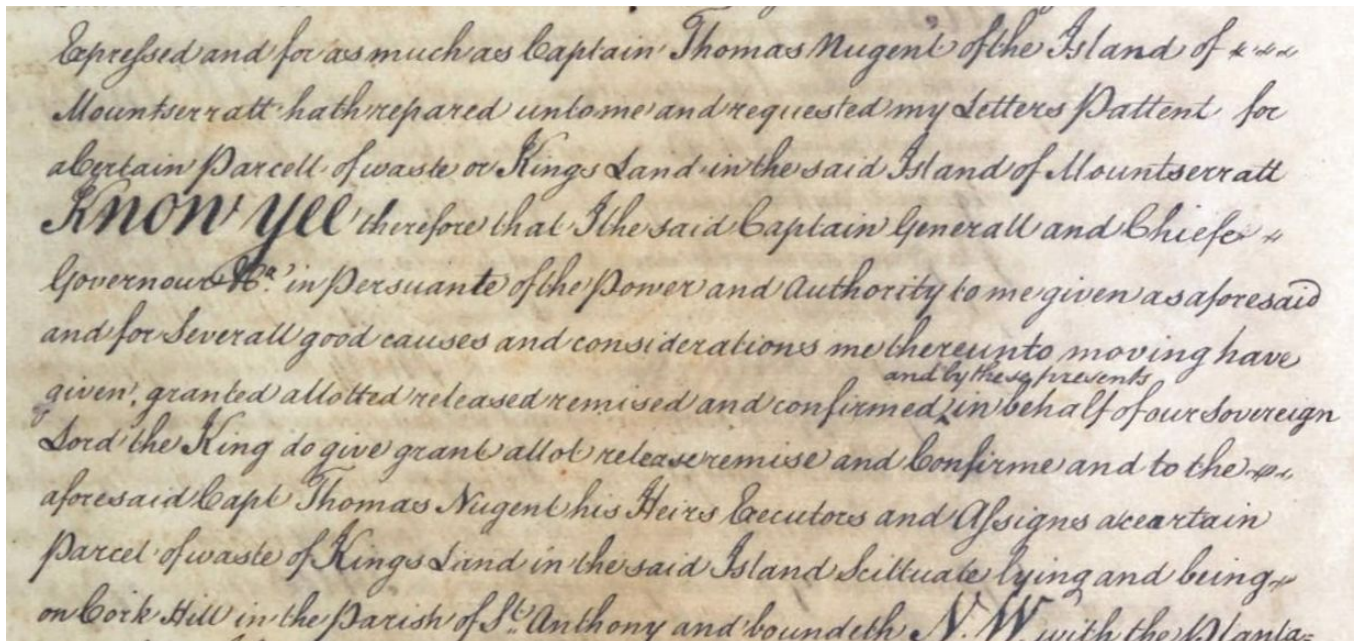 Expressed and for as much as Captain Thomas Nugent of the Island of
Mountserratt hath repared unto me and requested my Letters Pattent for
a Certain Parcell of waste or Kings Land in the said Island of Mountserratt
Know Yee therefore that I the said Captain Generall and Chiefe
Governour &ca. in Persuante of the Power and Authority to me given as aforesaid
and for Severall good causes and considerations me thereunto moving have
and by these presents
given, granted allotted released remised and confirmed in behalf of our Sovereign
Lord the King do give grant allot release remise and Confirme and to the
aforesaid Capt Thomas Nugent his Heirs Executors and Assigns a ceartain
Parcel of waste of Kings Land in the said Island Scittuate lying and being
on Cork Hill in the Parish of St. Anthony and boundeth N. W with the Planta=